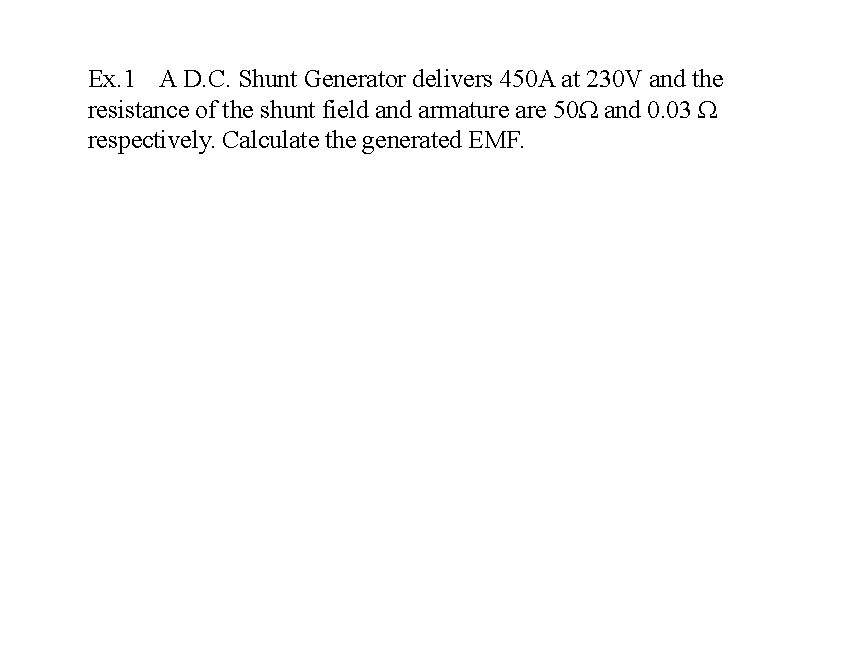 Ex.1 A D.C. Shunt Generator delivers 450A at 230V and the
resistance of the shunt field and armature are 50Ω and 0.03 Ω
respectively. Calculate the generated EMF.